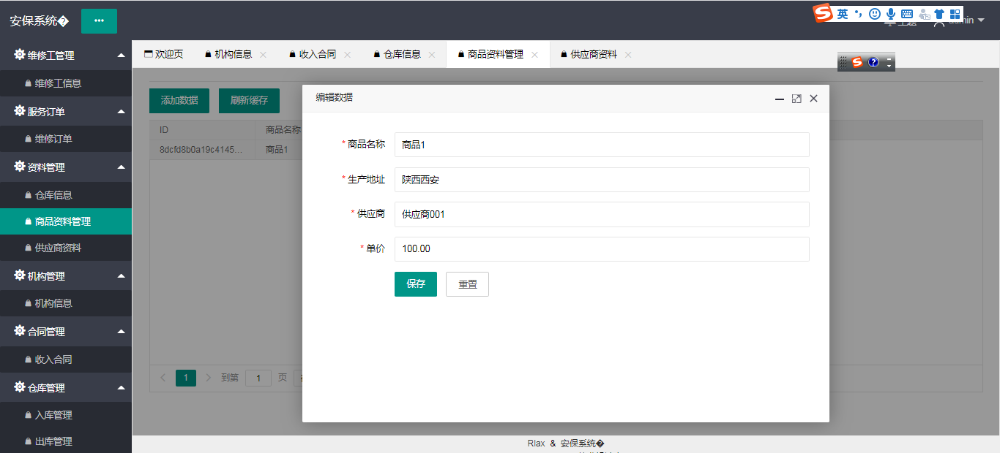 安保系统�
英
admin
欢迎页
机构信息
收入合同
仓库信息
商品资料管理
供应商资料
维修工管理
维修工信息
服务订单
维修订单
资料管理
仓库信息
商品资料管理
供应商资料
机构管理
机构信息
合同管理
收入合同
仓库管理
入库管理
出库管理
添加数据
刷新缓存
ID
商品名称
8dcfd8b0a19c4145...
商品1
1
到第
1
页
编辑数据
* 商品名称
商品1
* 生产地址
陕西西安
* 供应商
供应商001
* 单价
100.00
保存
重置
Rlax & 安保系统�